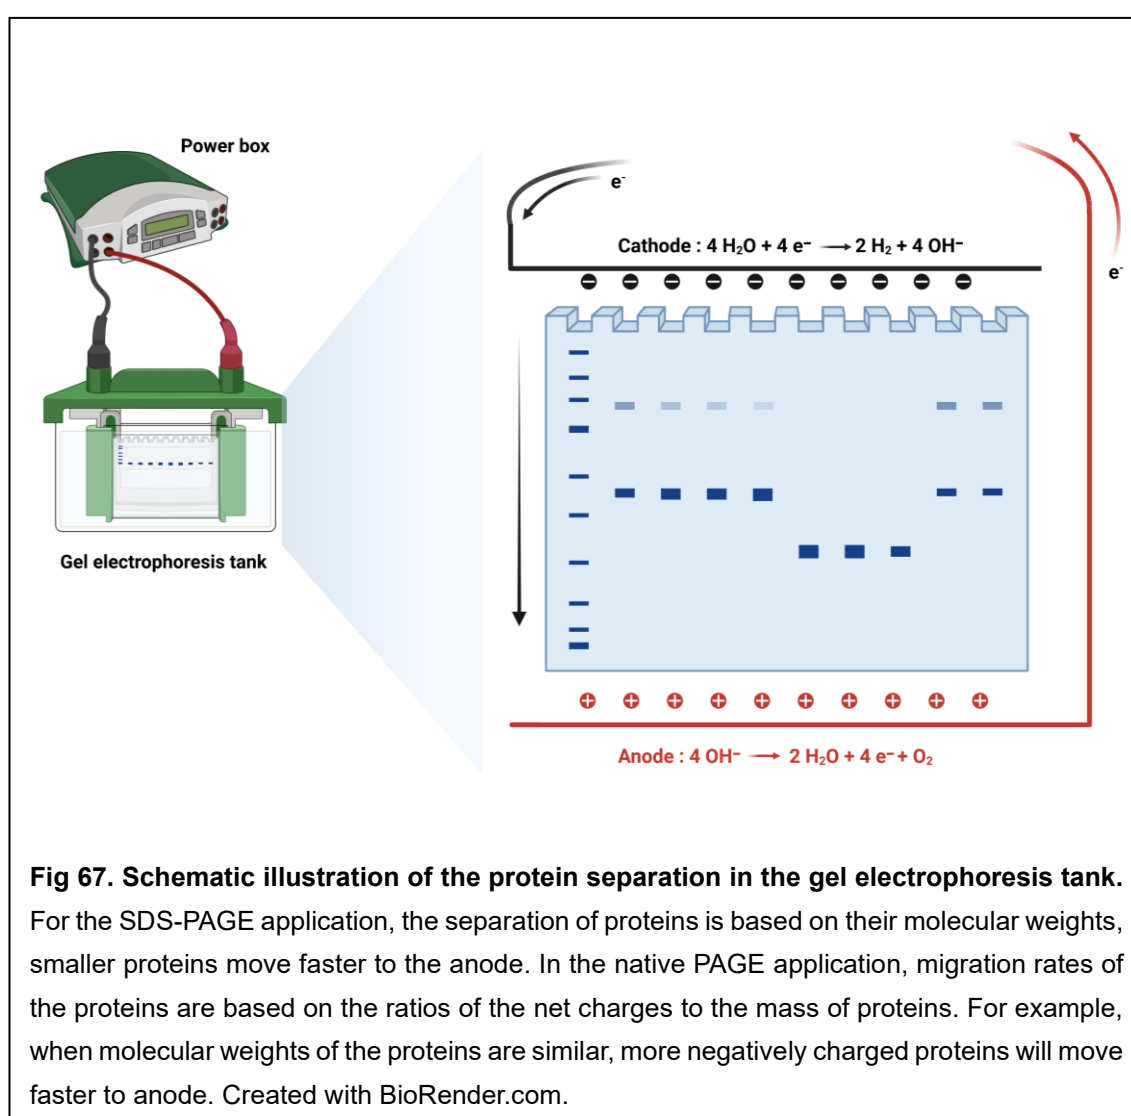 Power box
e-
Cathode : 4 H₂O + 4 e⁻ → 2 H₂ + 4 OH⁻
e-
Gel electrophoresis tank
Anode : 4 OH⁻ → 2 H₂O + 4 e⁻ + O₂
Fig 67. Schematic illustration of the protein separation in the gel electrophoresis tank.
For the SDS-PAGE application, the separation of proteins is based on their molecular weights,
smaller proteins move faster to the anode. In the native PAGE application, migration rates of
the proteins are based on the ratios of the net charges to the mass of proteins. For example,
when molecular weights of the proteins are similar, more negatively charged proteins will move
faster to anode. Created with BioRender.com.